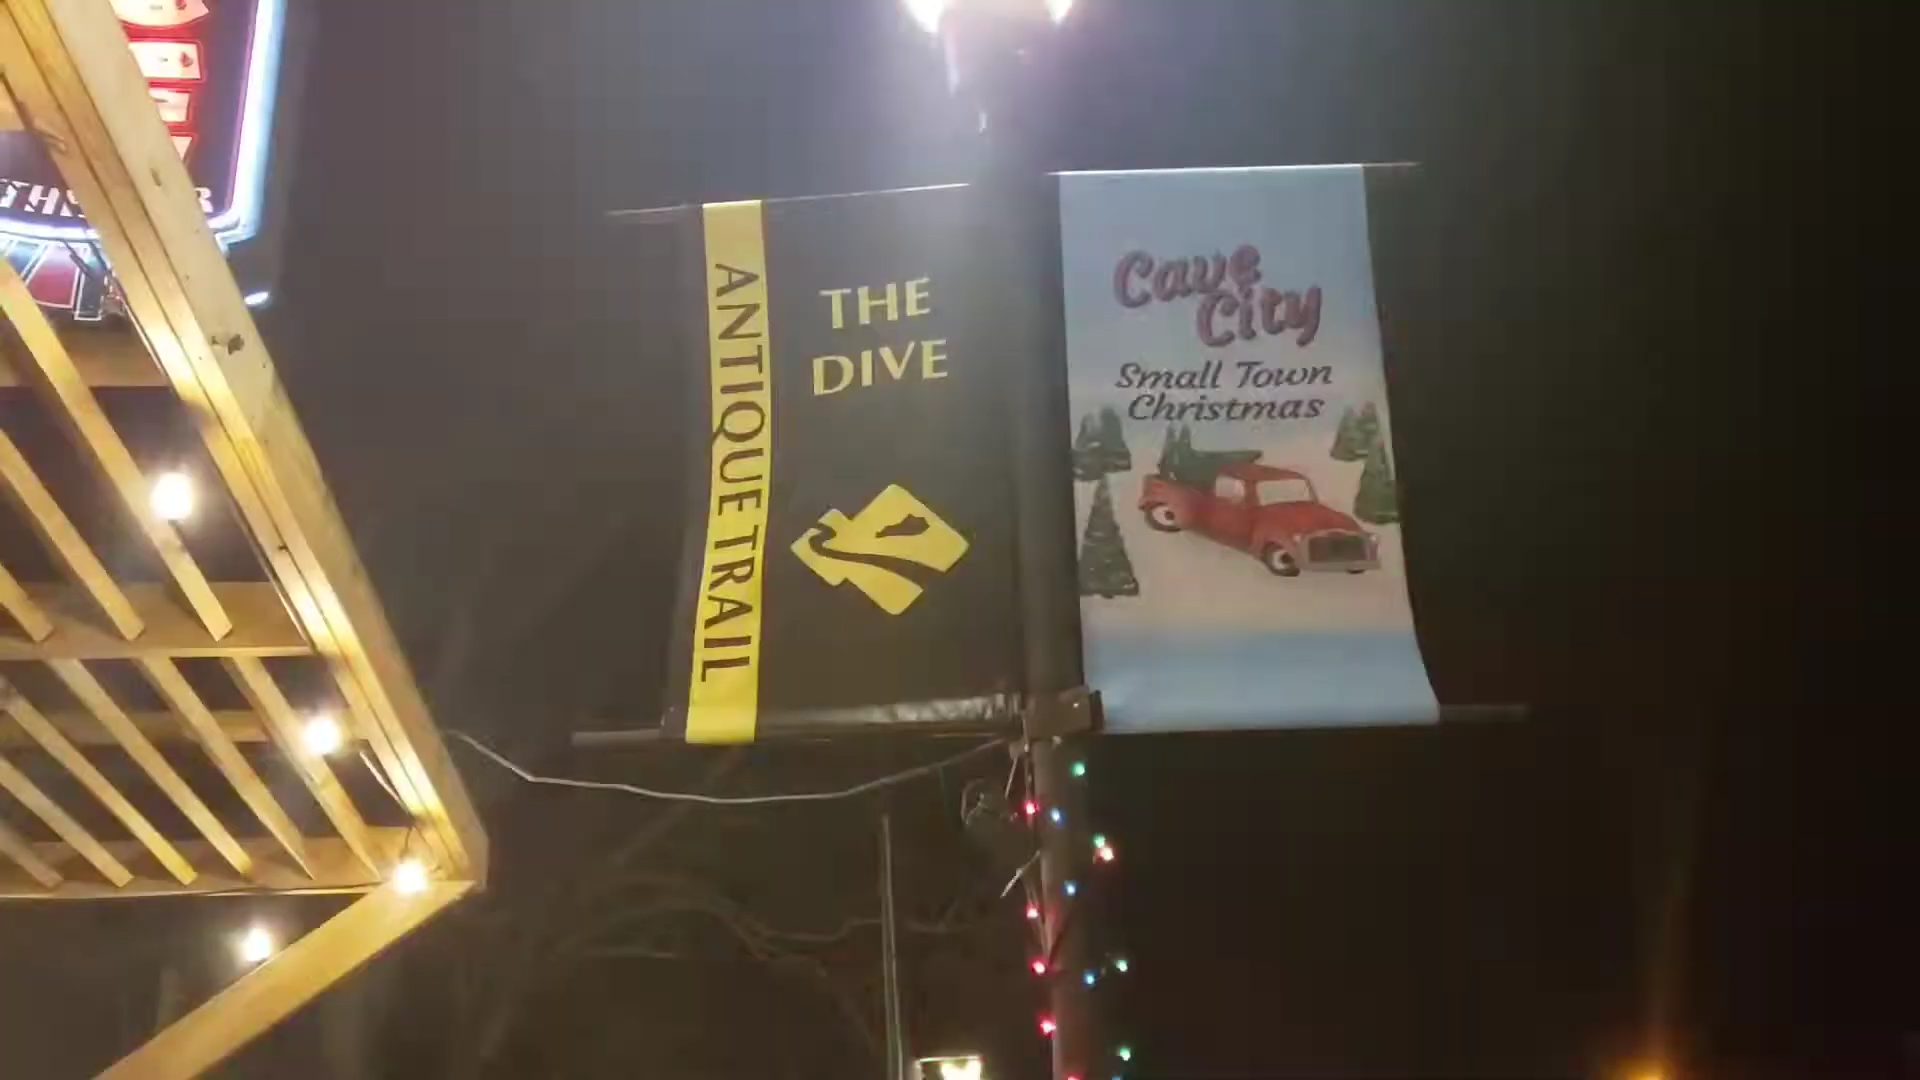 ANTIQUE TRAIL
THE
DIVE
Cave
City
Small Town
Christmas